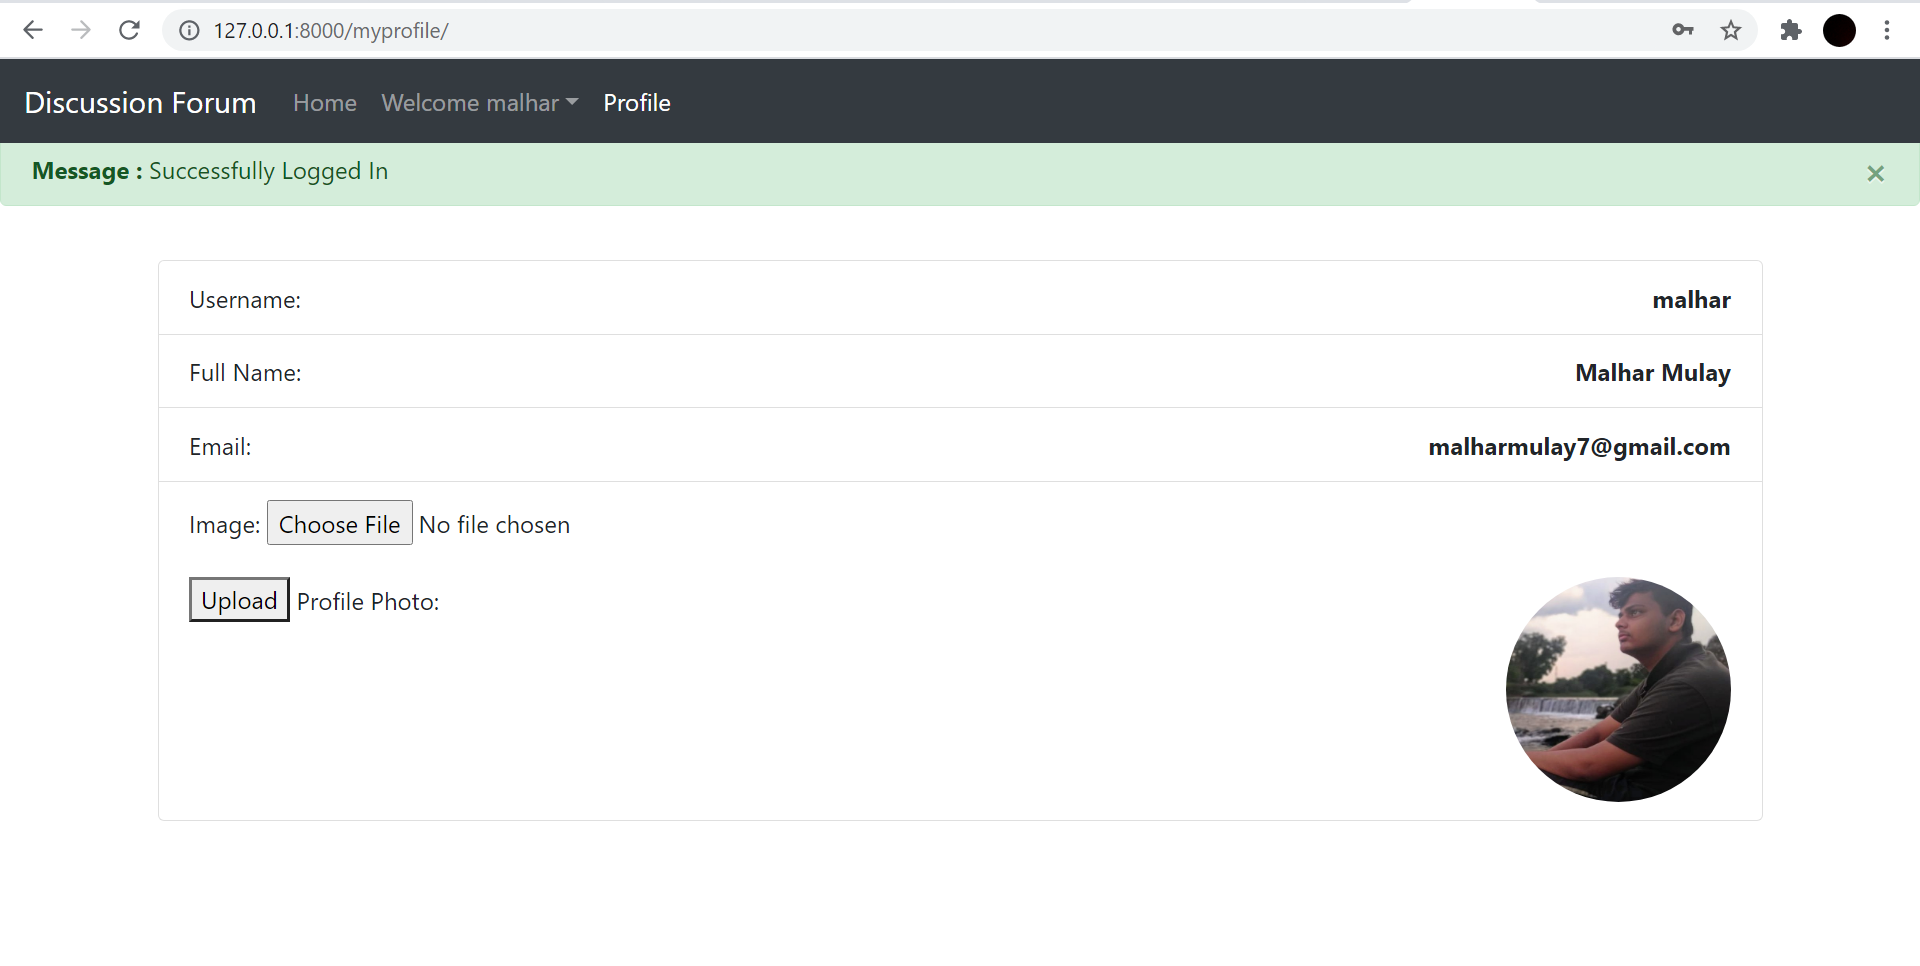 127.0.0.1:8000/myprofile/
Discussion Forum Home Welcome malhar Profile
Message : Successfully Logged In ×
Username: malhar
Full Name: Malhar Mulay
Email: malharmulay7@gmail.com
Image: Choose File No file chosen
Upload Profile Photo: